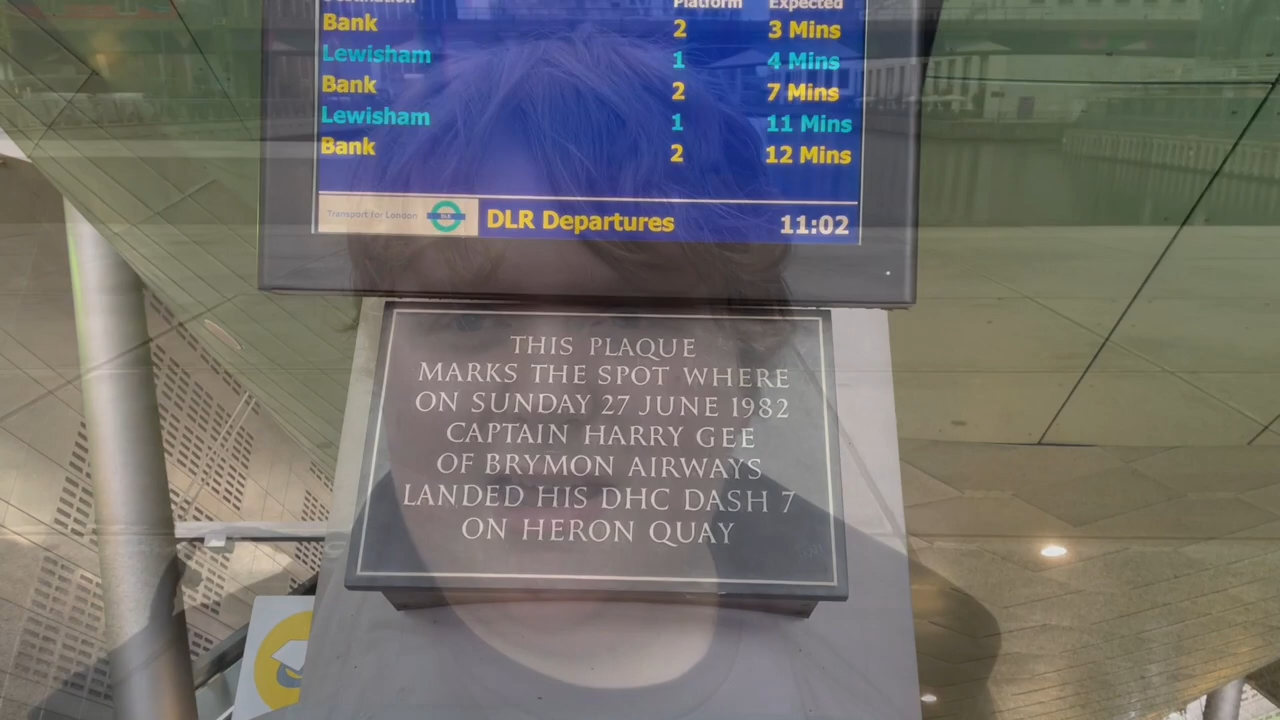 Destination Platform Expected
Bank 2 3 Mins
Lewisham 1 4 Mins
Bank 2 7 Mins
Lewisham 1 11 Mins
Bank 2 12 Mins
Transport for London DLR DLR Departures 11:02
THIS PLAQUE
MARKS THE SPOT WHERE
ON SUNDAY 27 JUNE 1982
CAPTAIN HARRY GEE
OF BRYMON AIRWAYS
LANDED HIS DHC DASH 7
ON HERON QUAY